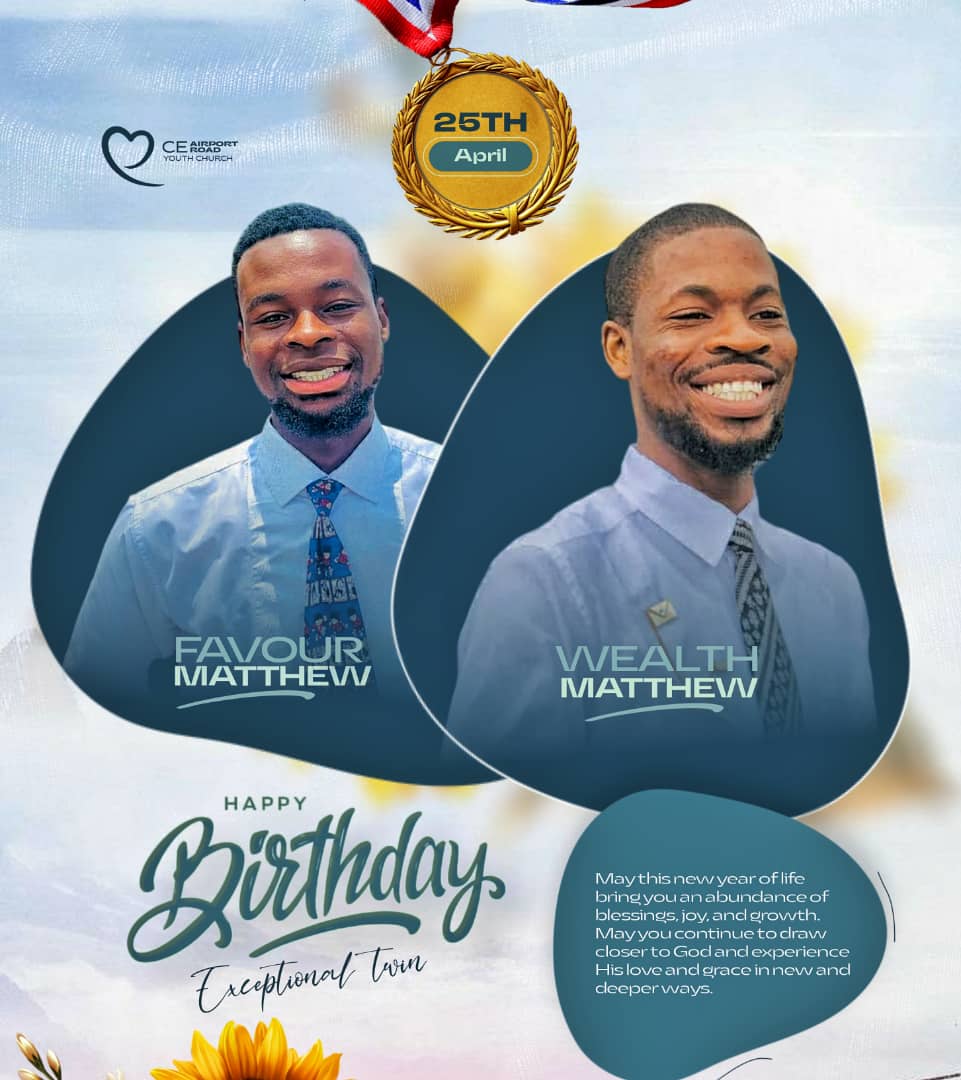 25TH
April
CE AIRPORT ROAD
YOUTH CHURCH
FAVOUR
MATTHEW
WEALTH
MATTHEW
HAPPY
Birthday
Exceptional Twin
May this new year of life
bring you an abundance of
blessings, joy, and growth.
May you continue to draw
closer to God and experience
His love and grace in new and
deeper ways.